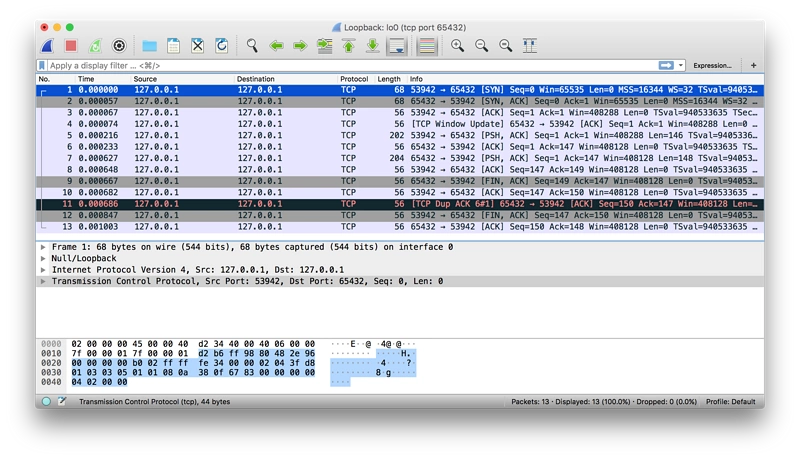 Loopback: lo0 (tcp port 65432)
Apply a display filter ... <⌘/>
Expression...
+
No. Time Source Destination Protocol Length Info
1 0.000000 127.0.0.1 127.0.0.1 TCP 68 53942 → 65432 [SYN] Seq=0 Win=65535 Len=0 MSS=16344 WS=32 TSval=940533…
2 0.000057 127.0.0.1 127.0.0.1 TCP 68 65432 → 53942 [SYN, ACK] Seq=0 Ack=1 Win=65535 Len=0 MSS=16344 WS=32 …
3 0.000067 127.0.0.1 127.0.0.1 TCP 56 53942 → 65432 [ACK] Seq=1 Ack=1 Win=408288 Len=0 TSval=940533635 TSec…
4 0.000074 127.0.0.1 127.0.0.1 TCP 56 [TCP Window Update] 65432 → 53942 [ACK] Seq=1 Ack=1 Win=408288 Len=0 …
5 0.000216 127.0.0.1 127.0.0.1 TCP 202 53942 → 65432 [PSH, ACK] Seq=1 Ack=1 Win=408288 Len=146 TSval=9405336…
6 0.000233 127.0.0.1 127.0.0.1 TCP 56 65432 → 53942 [ACK] Seq=1 Ack=147 Win=408128 Len=0 TSval=940533635 TS…
7 0.000627 127.0.0.1 127.0.0.1 TCP 204 65432 → 53942 [PSH, ACK] Seq=1 Ack=147 Win=408128 Len=148 TSval=94053…
8 0.000648 127.0.0.1 127.0.0.1 TCP 56 53942 → 65432 [ACK] Seq=147 Ack=149 Win=408128 Len=0 TSval=940533635 …
9 0.000667 127.0.0.1 127.0.0.1 TCP 56 65432 → 53942 [FIN, ACK] Seq=149 Ack=147 Win=408128 Len=0 TSval=94053…
10 0.000682 127.0.0.1 127.0.0.1 TCP 56 53942 → 65432 [ACK] Seq=147 Ack=150 Win=408128 Len=0 TSval=940533635 …
11 0.000686 127.0.0.1 127.0.0.1 TCP 56 [TCP Dup ACK 6#1] 65432 → 53942 [ACK] Seq=150 Ack=147 Win=408128 Len=…
12 0.000847 127.0.0.1 127.0.0.1 TCP 56 53942 → 65432 [FIN, ACK] Seq=147 Ack=150 Win=408128 Len=0 TSval=94053…
13 0.001003 127.0.0.1 127.0.0.1 TCP 56 65432 → 53942 [ACK] Seq=150 Ack=148 Win=408128 Len=0 TSval=940533635 …
Frame 1: 68 bytes on wire (544 bits), 68 bytes captured (544 bits) on interface 0
Null/Loopback
Internet Protocol Version 4, Src: 127.0.0.1, Dst: 127.0.0.1
Transmission Control Protocol, Src Port: 53942, Dst Port: 65432, Seq: 0, Len: 0
0000 02 00 00 00 45 00 00 40 d2 34 40 00 40 06 00 00 ····E··@ ·4@·@···
0010 7f 00 00 01 7f 00 00 01 d2 b6 ff 98 80 48 2e 96 ········ ·····H.·
0020 00 00 00 00 b0 02 ff ff fe 34 00 00 02 04 3f d8 ········ ·4····?·
0030 01 03 03 05 01 01 08 0a 38 0f 67 83 00 00 00 00 ········ 8·g·····
0040 04 02 00 00 ····
Transmission Control Protocol (tcp), 44 bytes
Packets: 13 · Displayed: 13 (100.0%) · Dropped: 0 (0.0%)
Profile: Default